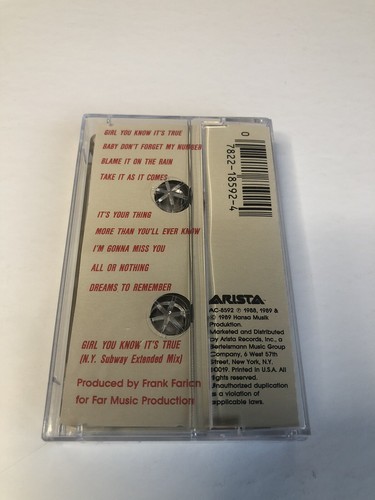 GIRL YOU KNOW IT'S TRUE
BABY DON'T FORGET MY NUMBER
BLAME IT ON THE RAIN
TAKE IT AS IT COMES
IT'S YOUR THING
MORE THAN YOU'LL EVER KNOW
I'M GONNA MISS YOU
ALL OR NOTHING
DREAMS TO REMEMBER
GIRL YOU KNOW IT'S TRUE
(N.Y. Subway Extended Mix)
Produced by Frank Farian
for Far Music Production
0
7822-18592-4
ARISTA
AC-8592 ℗ 1988, 1989 &
© 1989 Hansa Musik
Produktion.
Marketed and Distributed
by Arista Records, Inc., a
Bertelsmann Music Group
Company, 6 West 57th
Street, New York, N.Y.
10019. Printed in U.S.A. All
rights reserved.
Unauthorized duplication
is a violation of
applicable laws.